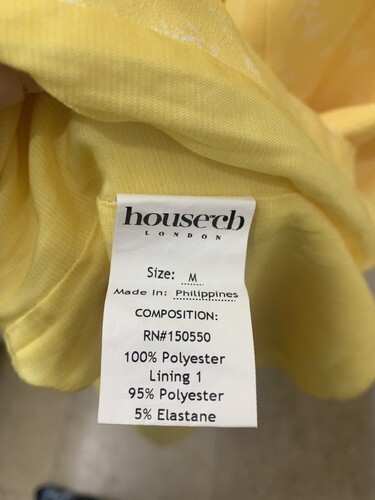 housecb
LONDON
Size: M
Made In: Philippines
COMPOSITION:
RN#150550
100% Polyester
Lining 1
95% Polyester
5% Elastane